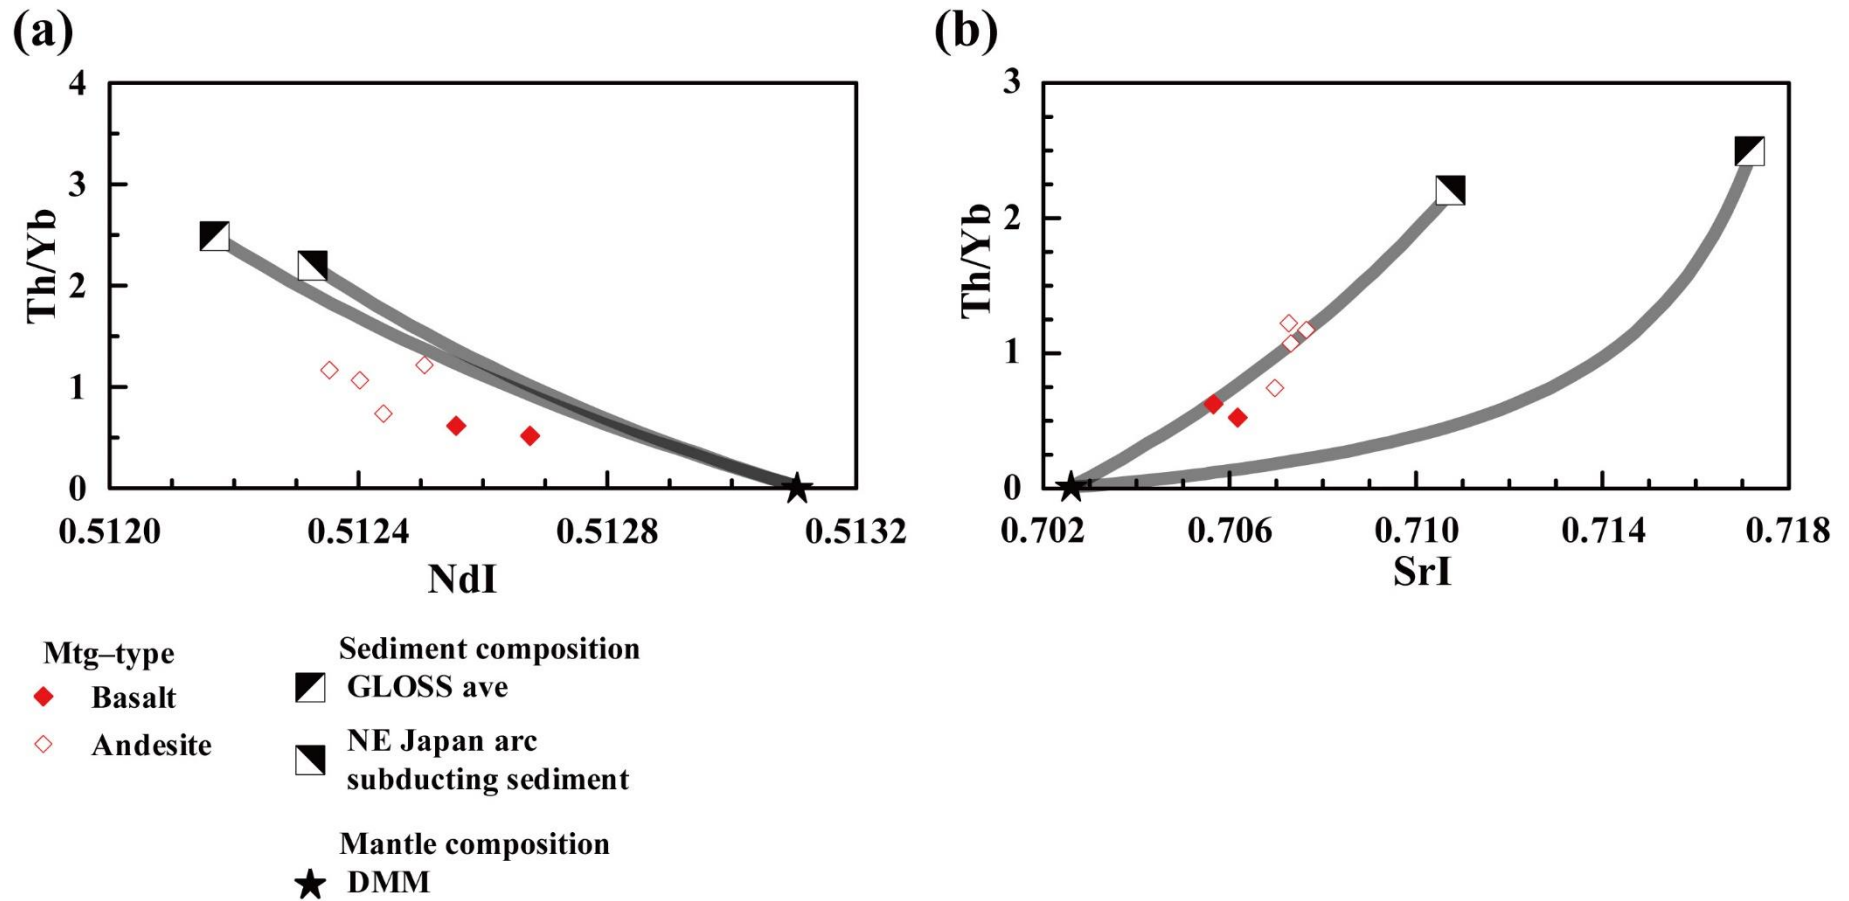 (a)
4
3
2
1
0
Th/Yb
0.5120 0.5124 0.5128 0.5132
NdI
(b)
3
2
1
0
Th/Yb
0.702 0.706 0.710 0.714 0.718
SrI
Mtg–type
Basalt
Andesite
Sediment composition
GLOSS ave
NE Japan arc
subducting sediment
Mantle composition
DMM